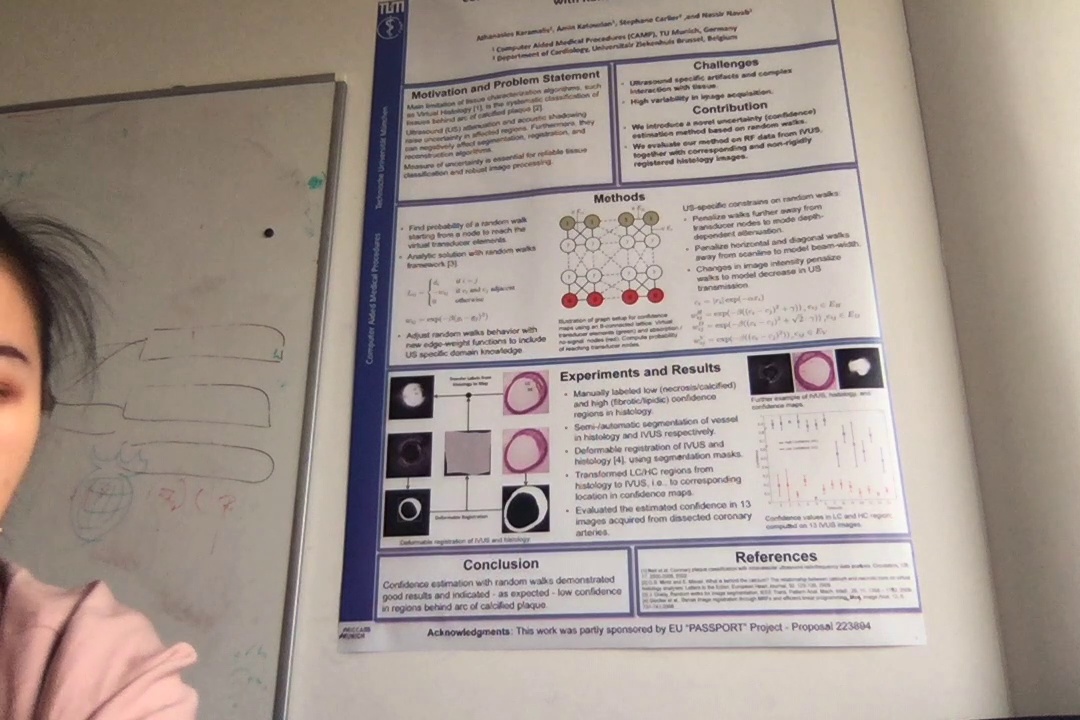 TUM
Athanasios Karamalis¹, Amin Katouzian¹, Stephane Carlier² ,and Nassir Navab¹
¹ Computer Aided Medical Procedures (CAMP), TU Munich, Germany
² Department of Cardiology, Universitair Ziekenhuis Brussel, Belgium
Technische Universität München
Computer Aided Medical Procedures
Motivation and Problem Statement
Main limitation of tissue characterization algorithms, such
as Virtual Histology [1], is the systematic classification of
tissues behind arc of calcified plaque [2].
Ultrasound (US) attenuation and acoustic shadowing
raise uncertainty in affected regions. Furthermore, they
can negatively affect segmentation, registration, and
reconstruction algorithms.
Measure of uncertainty is essential for reliable tissue
classification and robust image processing.
Challenges
• Ultrasound specific artifacts and complex
interaction with tissue.
• High variability in image acquisition.
Contribution
• We introduce a novel uncertainty (confidence)
estimation method based on random walks.
• We evaluate our method on RF data from IVUS,
together with corresponding and non-rigidly
registered histology images.
Methods
• Find probability of a random walk
starting from a node to reach the
virtual transducer elements.
• Analytic solution with random walks
framework [3]
• Adjust random walks behavior with
new edge-weight functions to include
US specific domain knowledge
Illustration of graph setup for confidence
maps using an 8-connected lattice. Virtual
transducer elements (green) and absorption /
no-signal nodes (red). Compute probability
of reaching transducer nodes.
US-specific constrains on random walks:
• Penalize walks further away from
transducer nodes to mode depth-
dependent attenuation.
• Penalize horizontal and diagonal walks
away from scanline to model beam-width.
• Changes in image intensity penalize
walks to model decrease in US
transmission
Transfer Labels from
Histology to Map
Deformable Registration
Deformable registration of IVUS and histology
Experiments and Results
• Manually labeled low (necrosis/calcified)
and high (fibrotic/lipidic) confidence
regions in histology.
• Semi-/automatic segmentation of vessel
in histology and IVUS respectively.
• Deformable registration of IVUS and
histology [4], using segmentation masks.
• Transformed LC/HC regions from
histology to IVUS, i.e., to corresponding
location in confidence maps.
• Evaluated the estimated confidence in 13
images acquired from dissected coronary
arteries.
Further example of IVUS, histology, and
confidence maps.
Confidence values in LC and HC region
computed on 13 IVUS images.
Conclusion
Confidence estimation with random walks demonstrated
good results and indicated - as expected - low confidence
in regions behind arc of calcified plaque.
References
Acknowledgments: This work was partly sponsored by EU "PASSPORT" Project - Proposal 223894